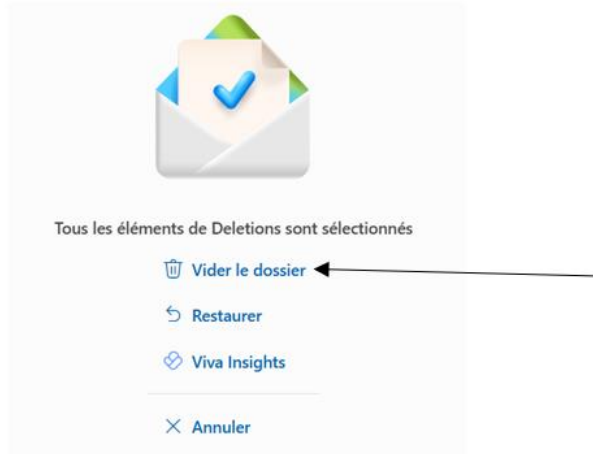 Tous les éléments de Deletions sont sélectionnés
Vider le dossier
Restaurer
Viva Insights
Annuler